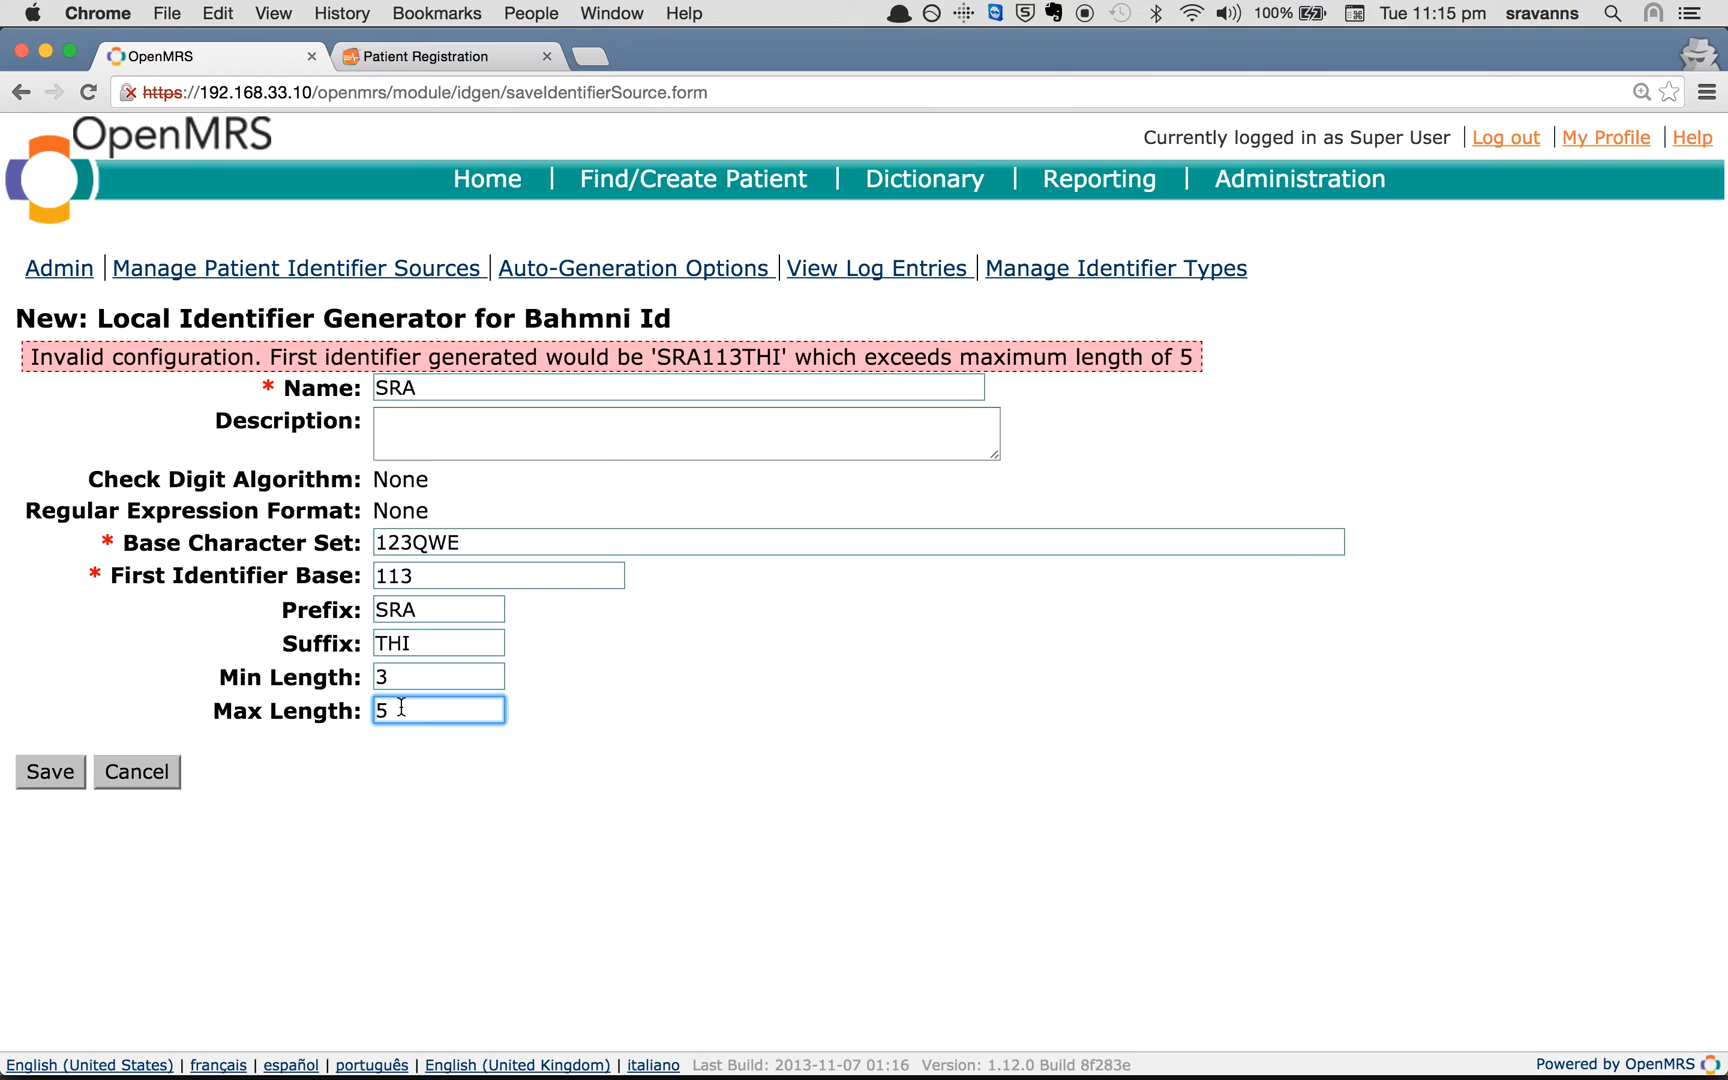 Chrome File Edit View History Bookmarks People Window Help 100% Tue 11:15 pm sravanns
OpenMRS Patient Registration
https://192.168.33.10/openmrs/module/idgen/saveIdentifierSource.form
OpenMRS
Currently logged in as Super User | Log out | My Profile | Help
Home | Find/Create Patient | Dictionary | Reporting | Administration
Admin | Manage Patient Identifier Sources | Auto-Generation Options | View Log Entries | Manage Identifier Types
New: Local Identifier Generator for Bahmni Id
Invalid configuration. First identifier generated would be 'SRA113THI' which exceeds maximum length of 5
* Name: SRA
Description:
Check Digit Algorithm: None
Regular Expression Format: None
* Base Character Set: 123QWE
* First Identifier Base: 113
Prefix: SRA
Suffix: THI
Min Length: 3
Max Length: 5
Save Cancel
English (United States) | français | español | português | English (United Kingdom) | italiano Last Build: 2013-11-07 01:16 Version: 1.12.0 Build 8f283e Powered by OpenMRS